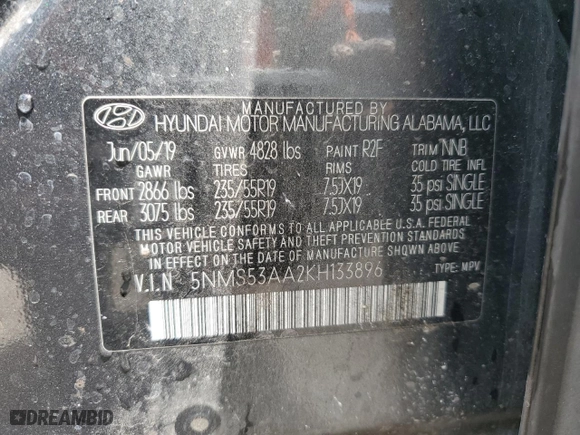 MANUFACTURED BY
HYUNDAI MOTOR MANUFACTURING ALABAMA, LLC
Jun/05/19 GVWR 4828 lbs PAINT R2F TRIM NNB
GAWR TIRES RIMS COLD TIRE INFL
FRONT 2866 lbs 235/55R19 7.5JX19 35 psi SINGLE
REAR 3075 lbs 235/55R19 7.5JX19 35 psi SINGLE
THIS VEHICLE CONFORMS TO ALL APPLICABLE U.S.A. FEDERAL
MOTOR VEHICLE SAFETY BUMPER, AND THEFT PREVENTION STANDARDS
IN EFFECT ON THE DATE OF MANUFACTURE SHOWN ABOVE.
V.I.N 5NMS53AA2KH133896 TYPE: MPV
DREAMBID